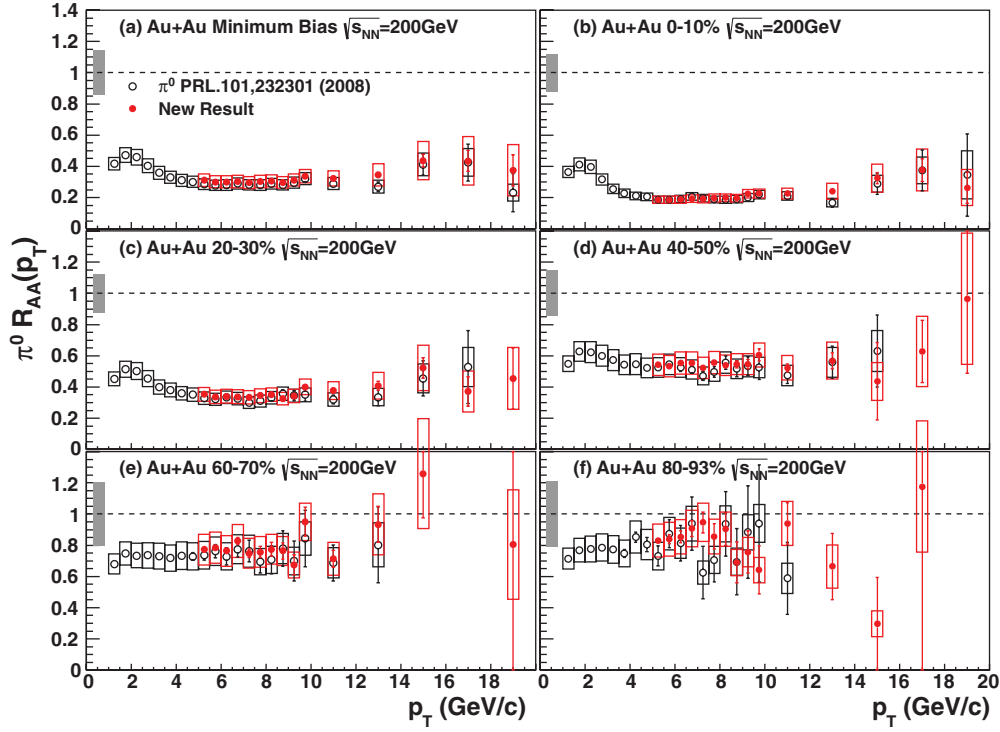 (a) Au+Au Minimum Bias √sNN=200GeV
π0 PRL.101,232301 (2008)
New Result
(b) Au+Au 0-10% √sNN=200GeV
(c) Au+Au 20-30% √sNN=200GeV
(d) Au+Au 40-50% √sNN=200GeV
(e) Au+Au 60-70% √sNN=200GeV
(f) Au+Au 80-93% √sNN=200GeV
π0 RAA(pT)
1.4
1.2
1
0.8
0.6
0.4
0.2
0
1.4
1.2
1
0.8
0.6
0.4
0.2
0
1.4
1.2
1
0.8
0.6
0.4
0.2
0
0 2 4 6 8 10 12 14 16 18
0 2 4 6 8 10 12 14 16 18 20
pT (GeV/c)
pT (GeV/c)